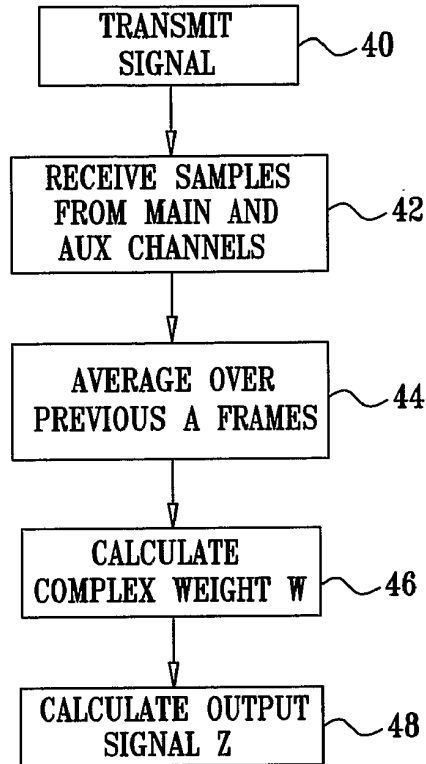 TRANSMIT
SIGNAL
40
RECEIVE SAMPLES
FROM MAIN AND
AUX CHANNELS
42
AVERAGE OVER
PREVIOUS A FRAMES
44
CALCULATE
COMPLEX WEIGHT W
46
CALCULATE OUTPUT
SIGNAL Z
48